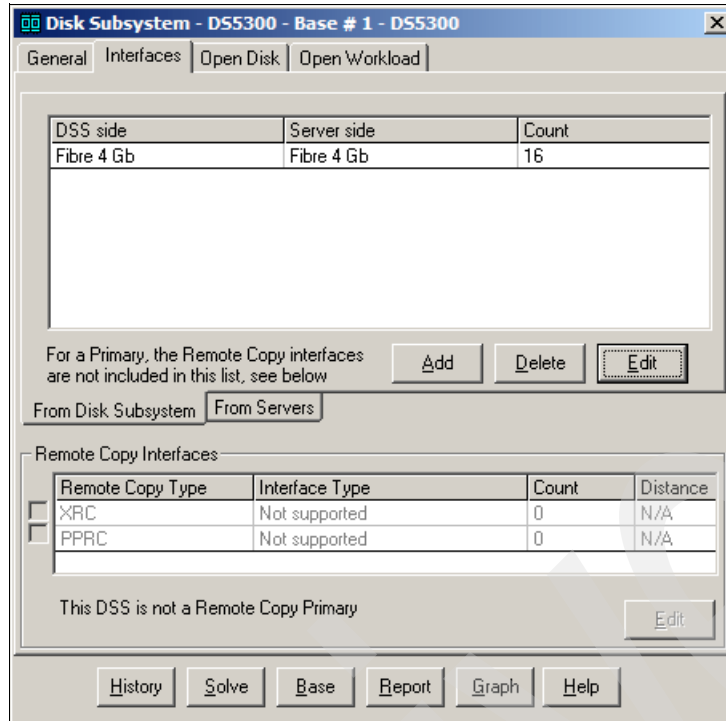 Disk Subsystem - DS5300 - Base # 1 - DS5300
General Interfaces Open Disk Open Workload
DSS side Server side Count
Fibre 4 Gb Fibre 4 Gb 16
For a Primary, the Remote Copy interfaces
are not included in this list, see below
Add Delete Edit
From Disk Subsystem From Servers
Remote Copy Interfaces
Remote Copy Type Interface Type Count Distance
XRC Not supported 0 N/A
PPRC Not supported 0 N/A
This DSS is not a Remote Copy Primary
Edit
History Solve Base Report Graph Help